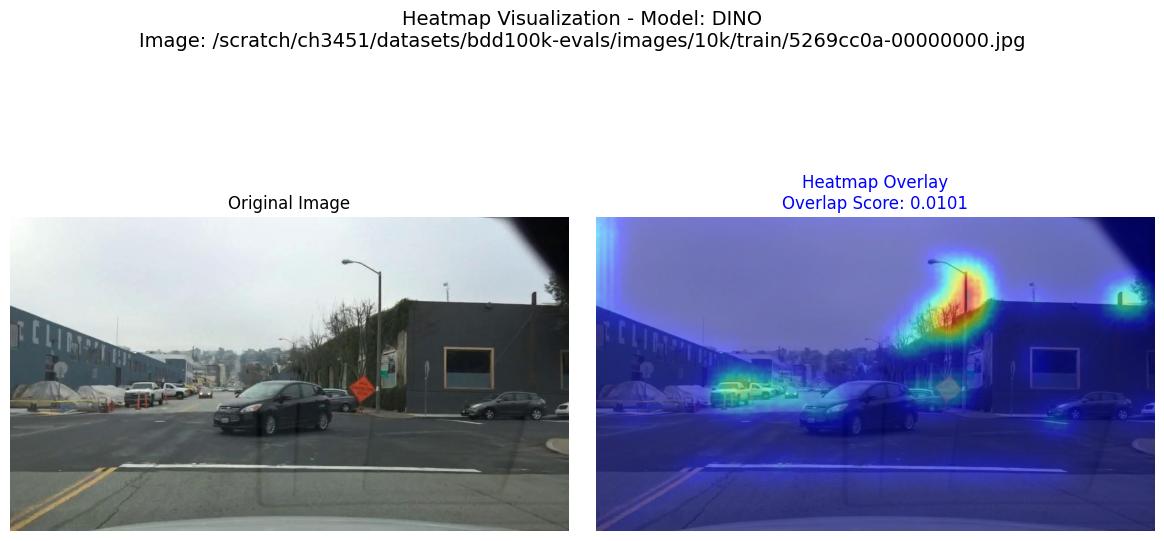 Heatmap Visualization - Model: DINO
Image: /scratch/ch3451/datasets/bdd100k-evals/images/10k/train/5269cc0a-00000000.jpg
Original Image
Heatmap Overlay
Overlap Score: 0.0101